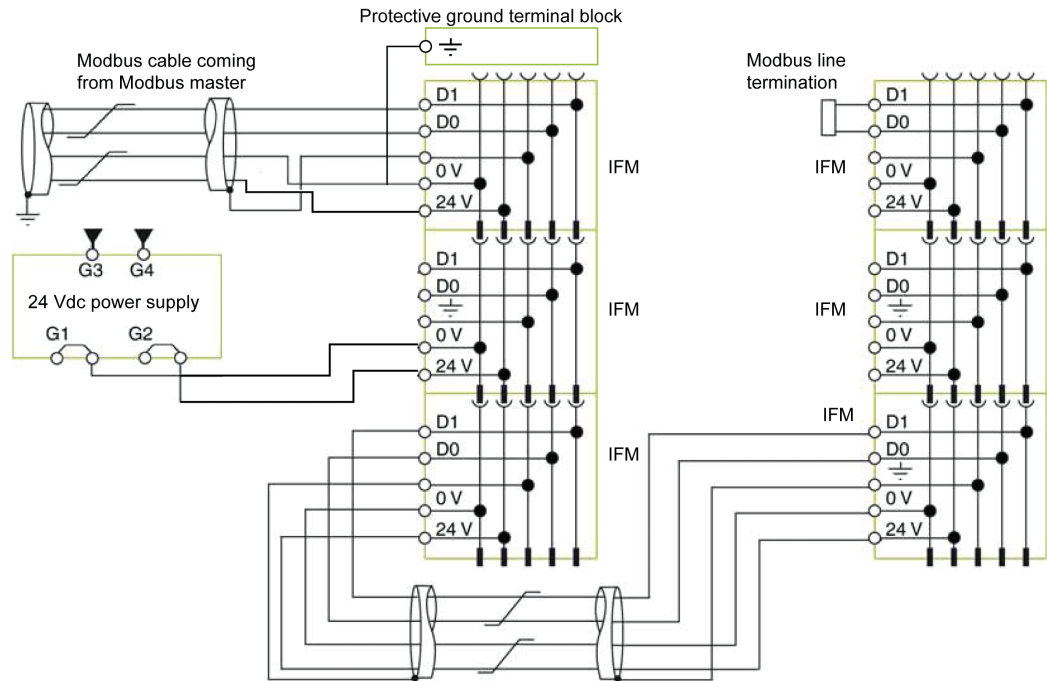 Protective ground terminal block
Modbus cable coming
from Modbus master
Modbus line
termination
D1
D0
0 V
24 V
IFM
D1
D0
0 V
24 V
IFM
G3
G4
24 Vdc power supply
G1
G2
D1
D0
0 V
24 V
IFM
D1
D0
0 V
24 V
IFM
D1
D0
0 V
24 V
IFM
D1
D0
0 V
24 V
IFM